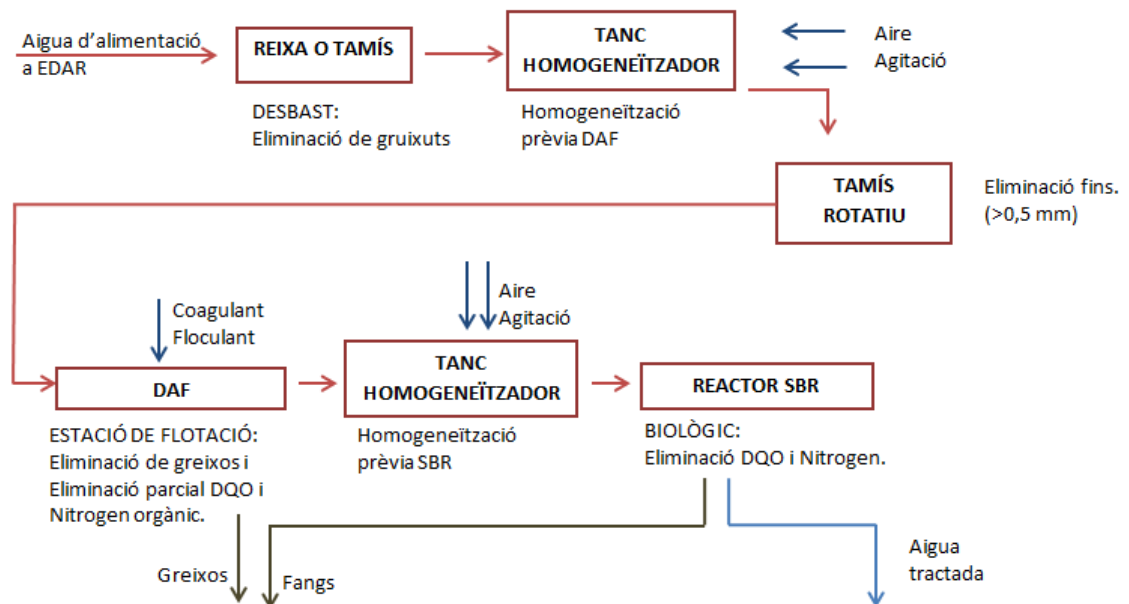 Aigua d'alimentació
a EDAR
REIXA O TAMÍS
TANC
HOMOGENEÏTZADOR
Aire
Agitació
DESBAST:
Eliminació de gruixuts
Homogeneïtzació
prèvia DAF
TAMÍS
ROTATIU
Eliminació fins.
(>0,5 mm)
Coagulant
Floculant
Aire
Agitació
DAF
TANC
HOMOGENEÏTZADOR
REACTOR SBR
ESTACIÓ DE FLOTACIÓ:
Eliminació de greixos i
Eliminació parcial DQO i
Nitrogen orgànic.
Homogeneïtzació
prèvia SBR
BIOLÒGIC:
Eliminació DQO i Nitrogen.
Greixos
Fangs
Aigua
tractada